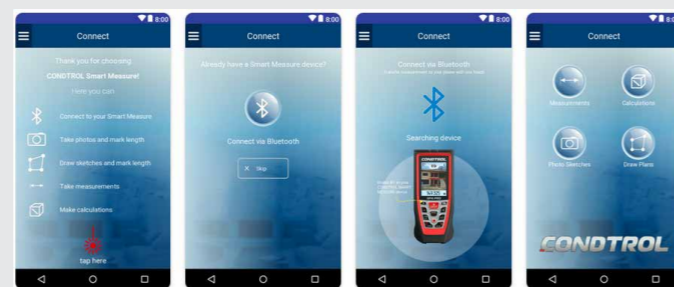 8:00
Connect
Thank you for choosing
CONDTROL Smart Measure!
Here you can
Connect to your Smart Measure
Take photos and mark length
Draw sketches and mark length
Take measurements
Make calculations
tap here
8:00
Connect
Already have a Smart Measure device?
Connect via Bluetooth
X Skip
8:00
Connect
Connect via Bluetooth
Searching device
CONDTROL
8:00
Connect
Measurements
Calculations
Photo Sketches
Draw Plans
CONDTROL